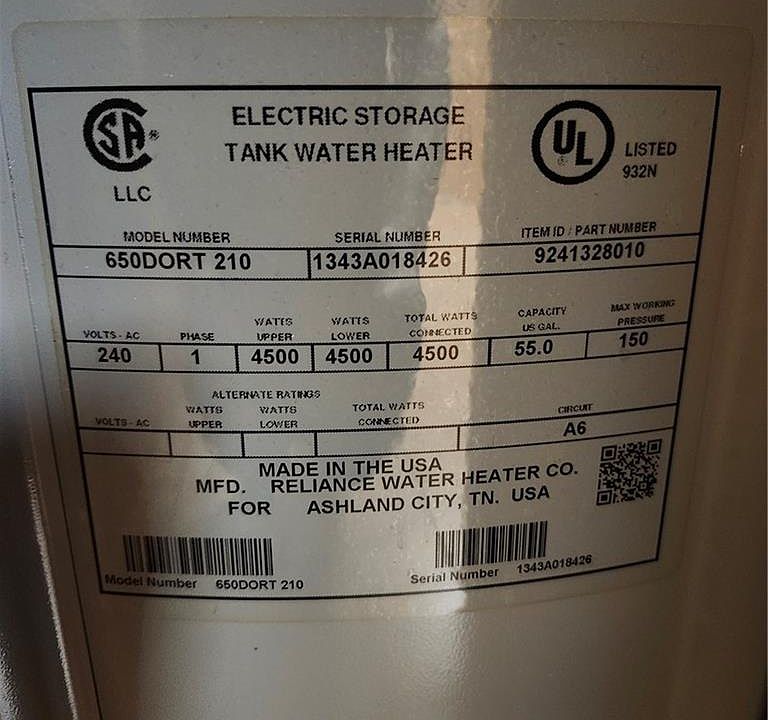 SA®
LLC
ELECTRIC STORAGE
TANK WATER HEATER
UL®
LISTED
932N
MODEL NUMBER SERIAL NUMBER ITEM ID / PART NUMBER
650DORT 210 1343A018426 9241328010
VOLTS - AC PHASE WATTS UPPER WATTS LOWER TOTAL WATTS CONNECTED CAPACITY US GAL. MAX WORKING PRESSURE
240 1 4500 4500 4500 55.0 150
ALTERNATE RATINGS
VOLTS - AC WATTS UPPER WATTS LOWER TOTAL WATTS CONNECTED CIRCUIT
A6
MADE IN THE USA
MFD. RELIANCE WATER HEATER CO.
FOR ASHLAND CITY, TN. USA
Model Number 650DORT 210
Serial Number 1343A018426